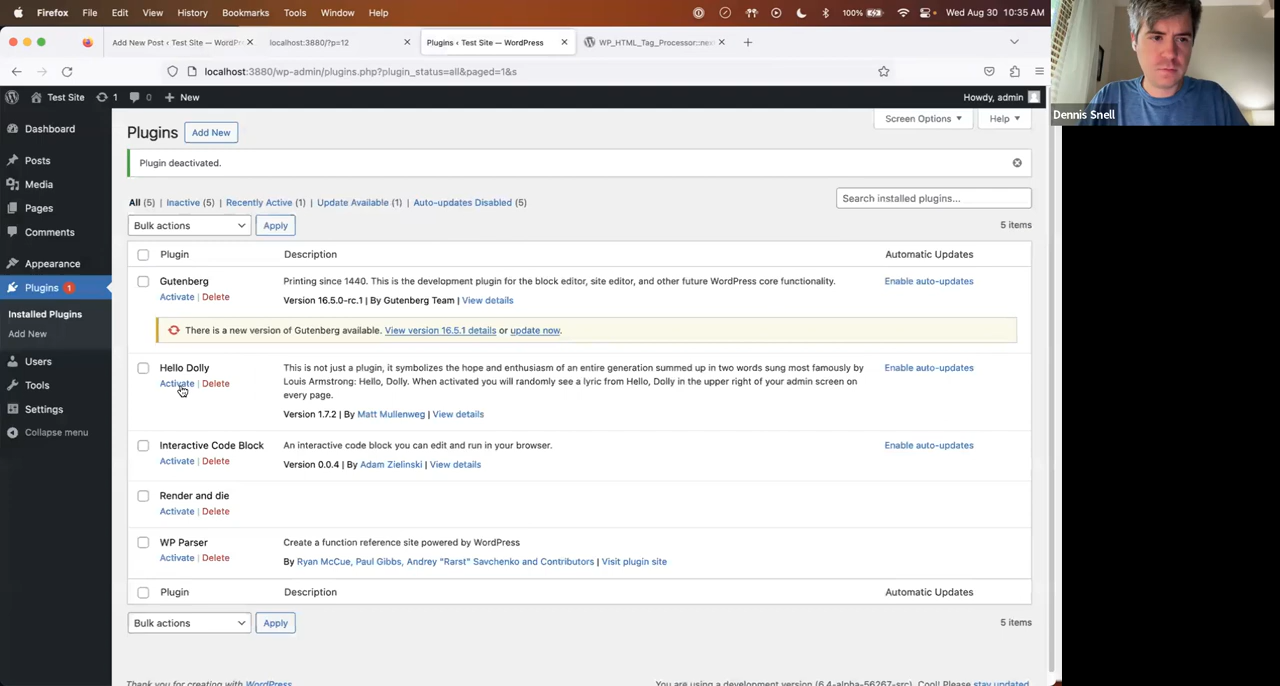 Firefox File Edit View History Bookmarks Tools Window Help 100% Wed Aug 30 10:35 AM
Add New Post ‹ Test Site — WordPr
localhost:3880/?p=12
Plugins ‹ Test Site — WordPress
WP_HTML_Tag_Processor::ne
localhost:3880/wp-admin/plugins.php?plugin_status=all&paged=1&s
Dennis Snell
Test Site 1 0 + New Howdy, admin
Dashboard
Posts
Media
Pages
Comments
Appearance
Plugins 1
Installed Plugins
Add New
Users
Tools
Settings
Collapse menu
Plugins Add New
Screen Options Help
Plugin deactivated.
All (5) | Inactive (5) | Recently Active (1) | Update Available (1) | Auto-updates Disabled (5)
Search installed plugins...
Bulk actions Apply
5 items
Plugin Description Automatic Updates
Gutenberg
Activate | Delete
Printing since 1440. This is the development plugin for the block editor, site editor, and other future WordPress core functionality.
Version 16.5.0-rc.1 | By Gutenberg Team | View details
Enable auto-updates
There is a new version of Gutenberg available. View version 16.5.1 details or update now.
Hello Dolly
Activate | Delete
This is not just a plugin, it symbolizes the hope and enthusiasm of an entire generation summed up in two words sung most famously by
Louis Armstrong: Hello, Dolly. When activated you will randomly see a lyric from Hello, Dolly in the upper right of your admin screen on
every page.
Version 1.7.2 | By Matt Mullenweg | View details
Enable auto-updates
Interactive Code Block
Activate | Delete
An interactive code block you can edit and run in your browser.
Version 0.0.4 | By Adam Zielinski | View details
Enable auto-updates
Render and die
Activate | Delete
WP Parser
Activate | Delete
Create a function reference site powered by WordPress
By Ryan McCue, Paul Gibbs, Andrey "Rarst" Savchenko and Contributors | Visit plugin site
Plugin Description Automatic Updates
Bulk actions Apply
5 items
Thank you for creating with WordPress
You are using a development version (6.4-alpha-56267-src). Cool! Please stay updated